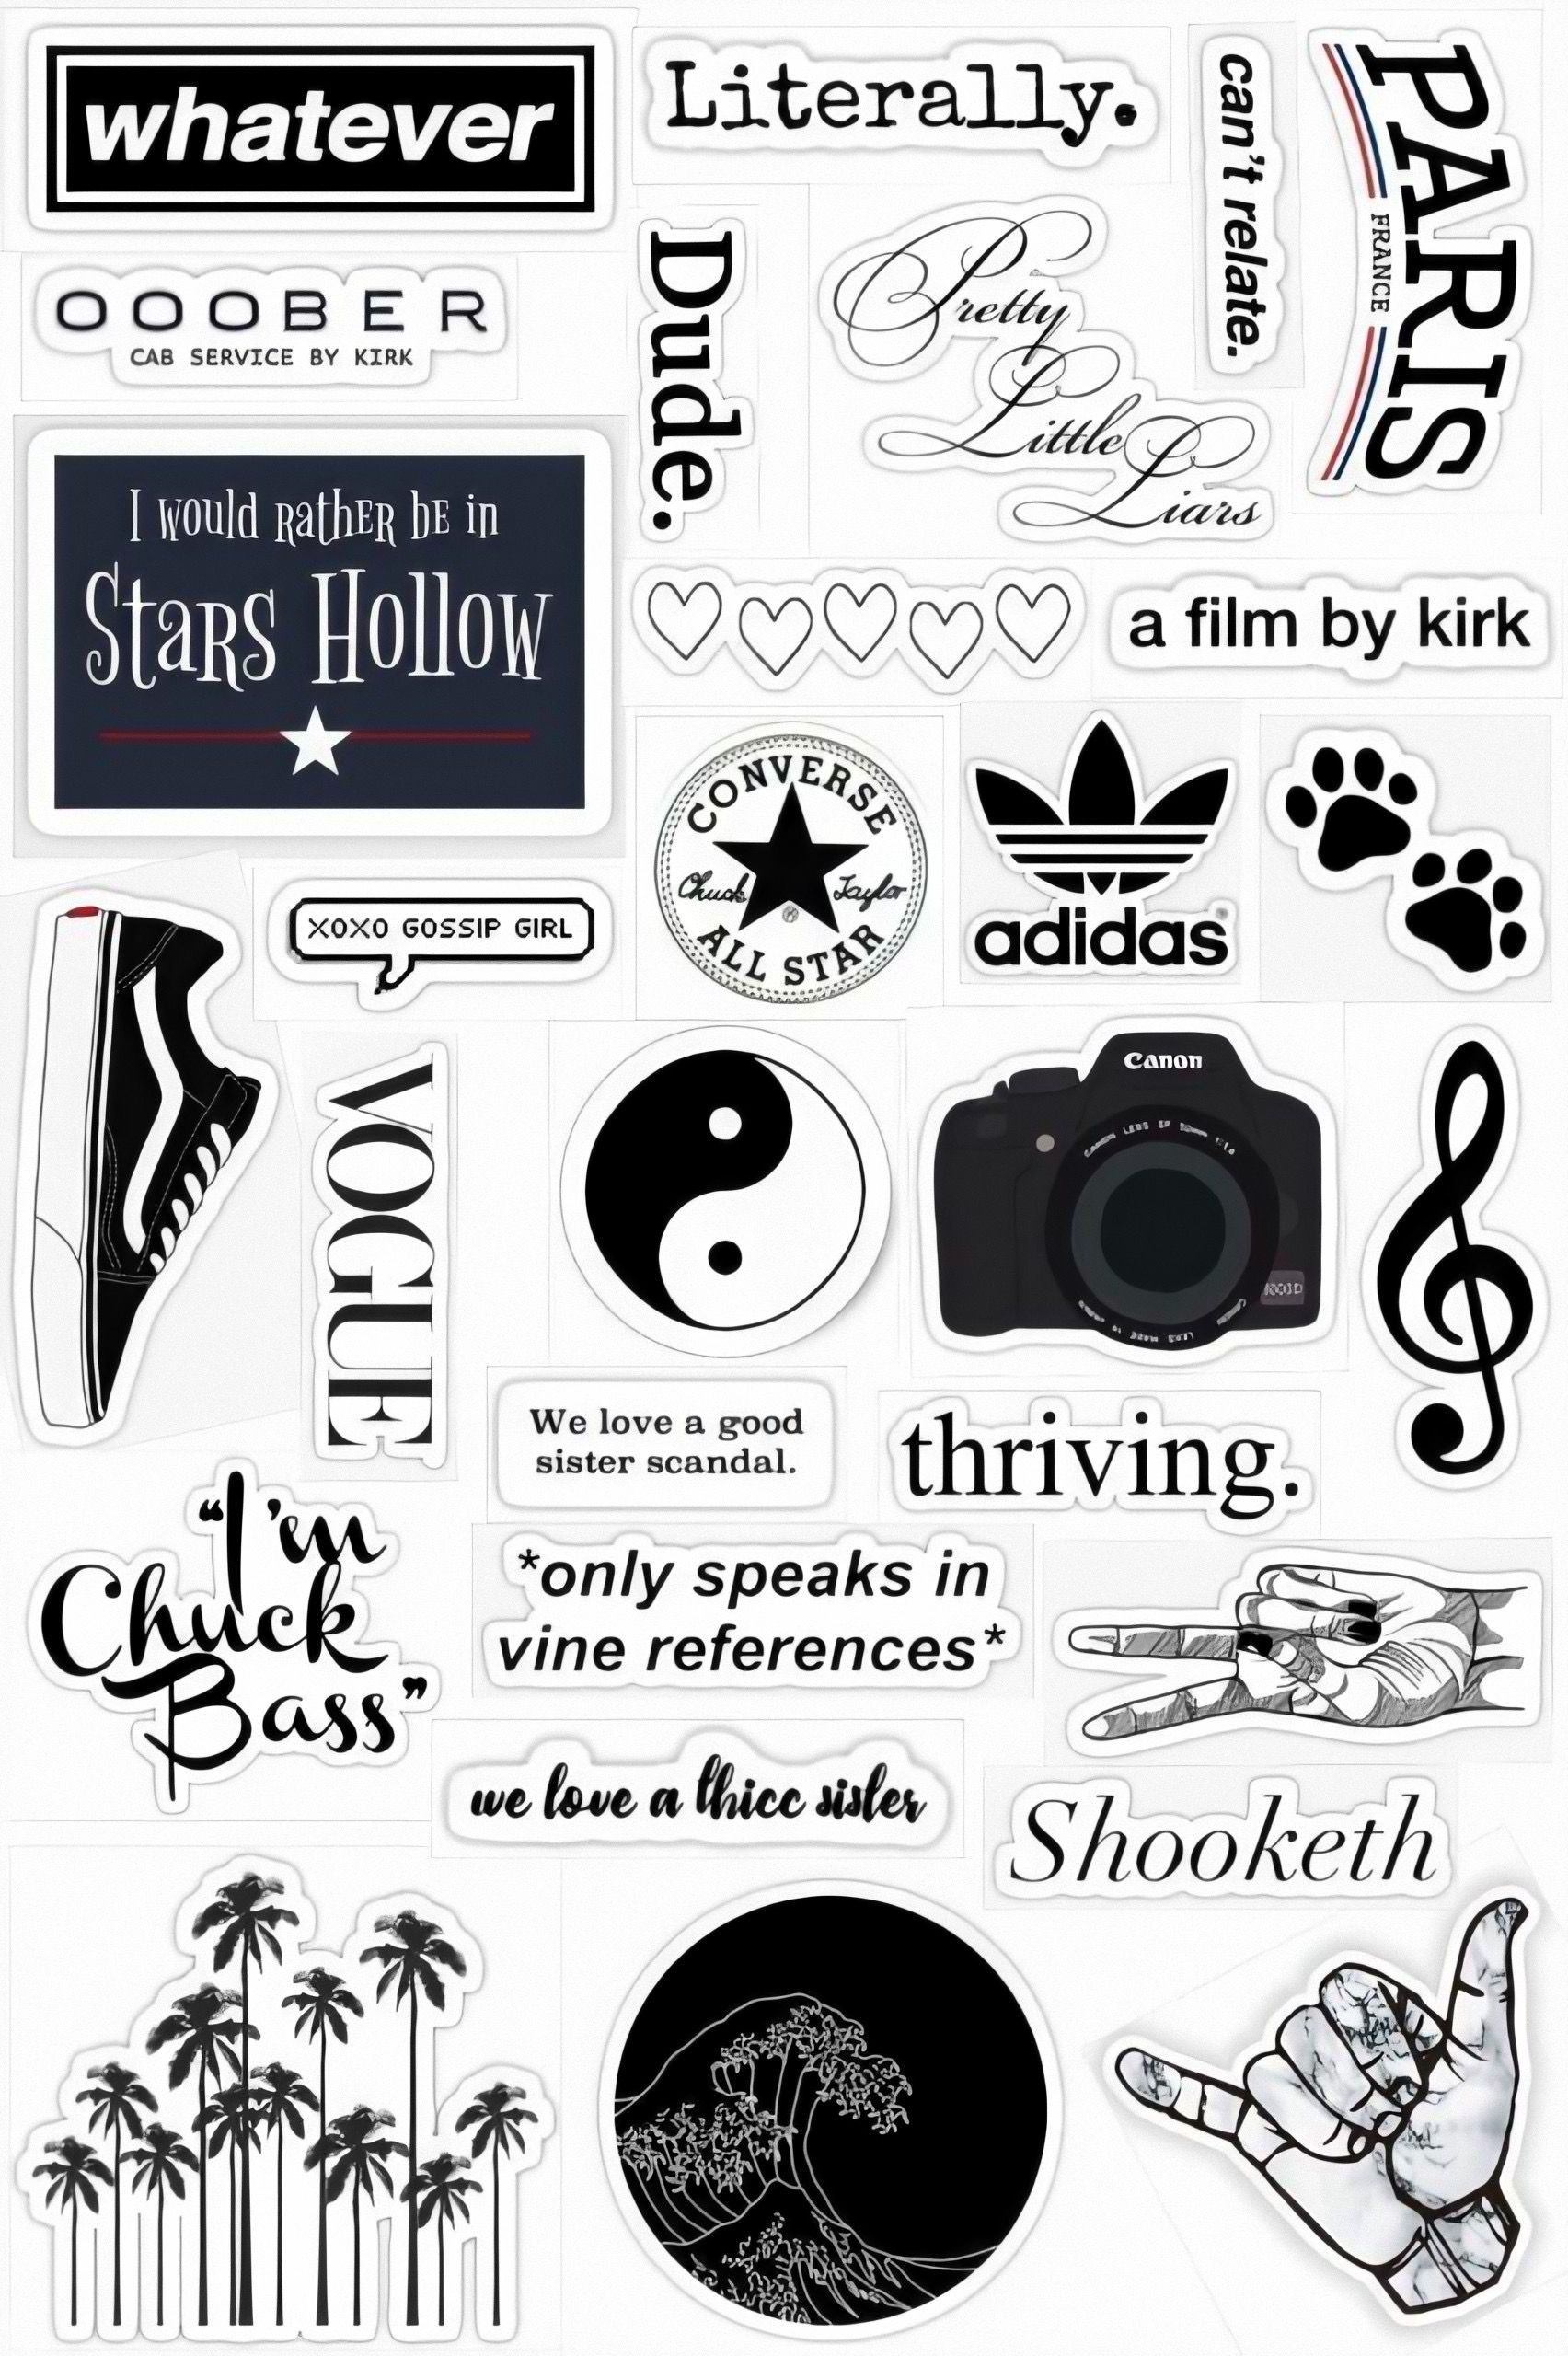 whatever
Literally.
can't relate.
PARIS
FRANCE
OOOBER
CAB SERVICE BY KIRK
Dude.
Pretty
Little
Liars
I would Rather be in
Stars Hollow
a film by kirk
CONVERSE
Chuck Taylor
ALL STAR
adidas
XOXO GOSSIP GIRL
VOGUE
Canon
We love a good
sister scandal.
thriving.
"I'm
Chuck
Bass"
*only speaks in
vine references*
we love a thicc sister
Shooketh